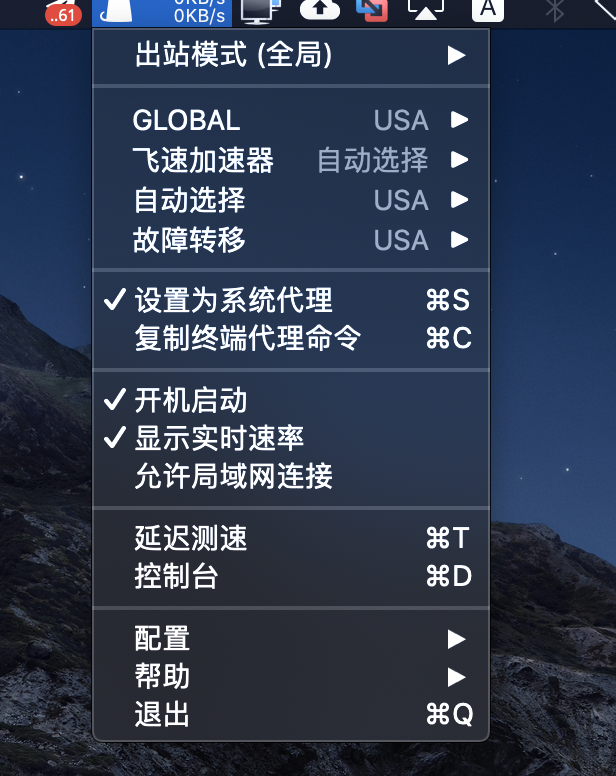 ..61
0KB/s
0KB/s
A
出站模式 (全局)
GLOBAL USA
飞速加速器 自动选择
自动选择 USA
故障转移 USA
设置为系统代理 ⌘S
复制终端代理命令 ⌘C
开机启动
显示实时速率
允许局域网连接
延迟测速 ⌘T
控制台 ⌘D
配置
帮助
退出 ⌘Q